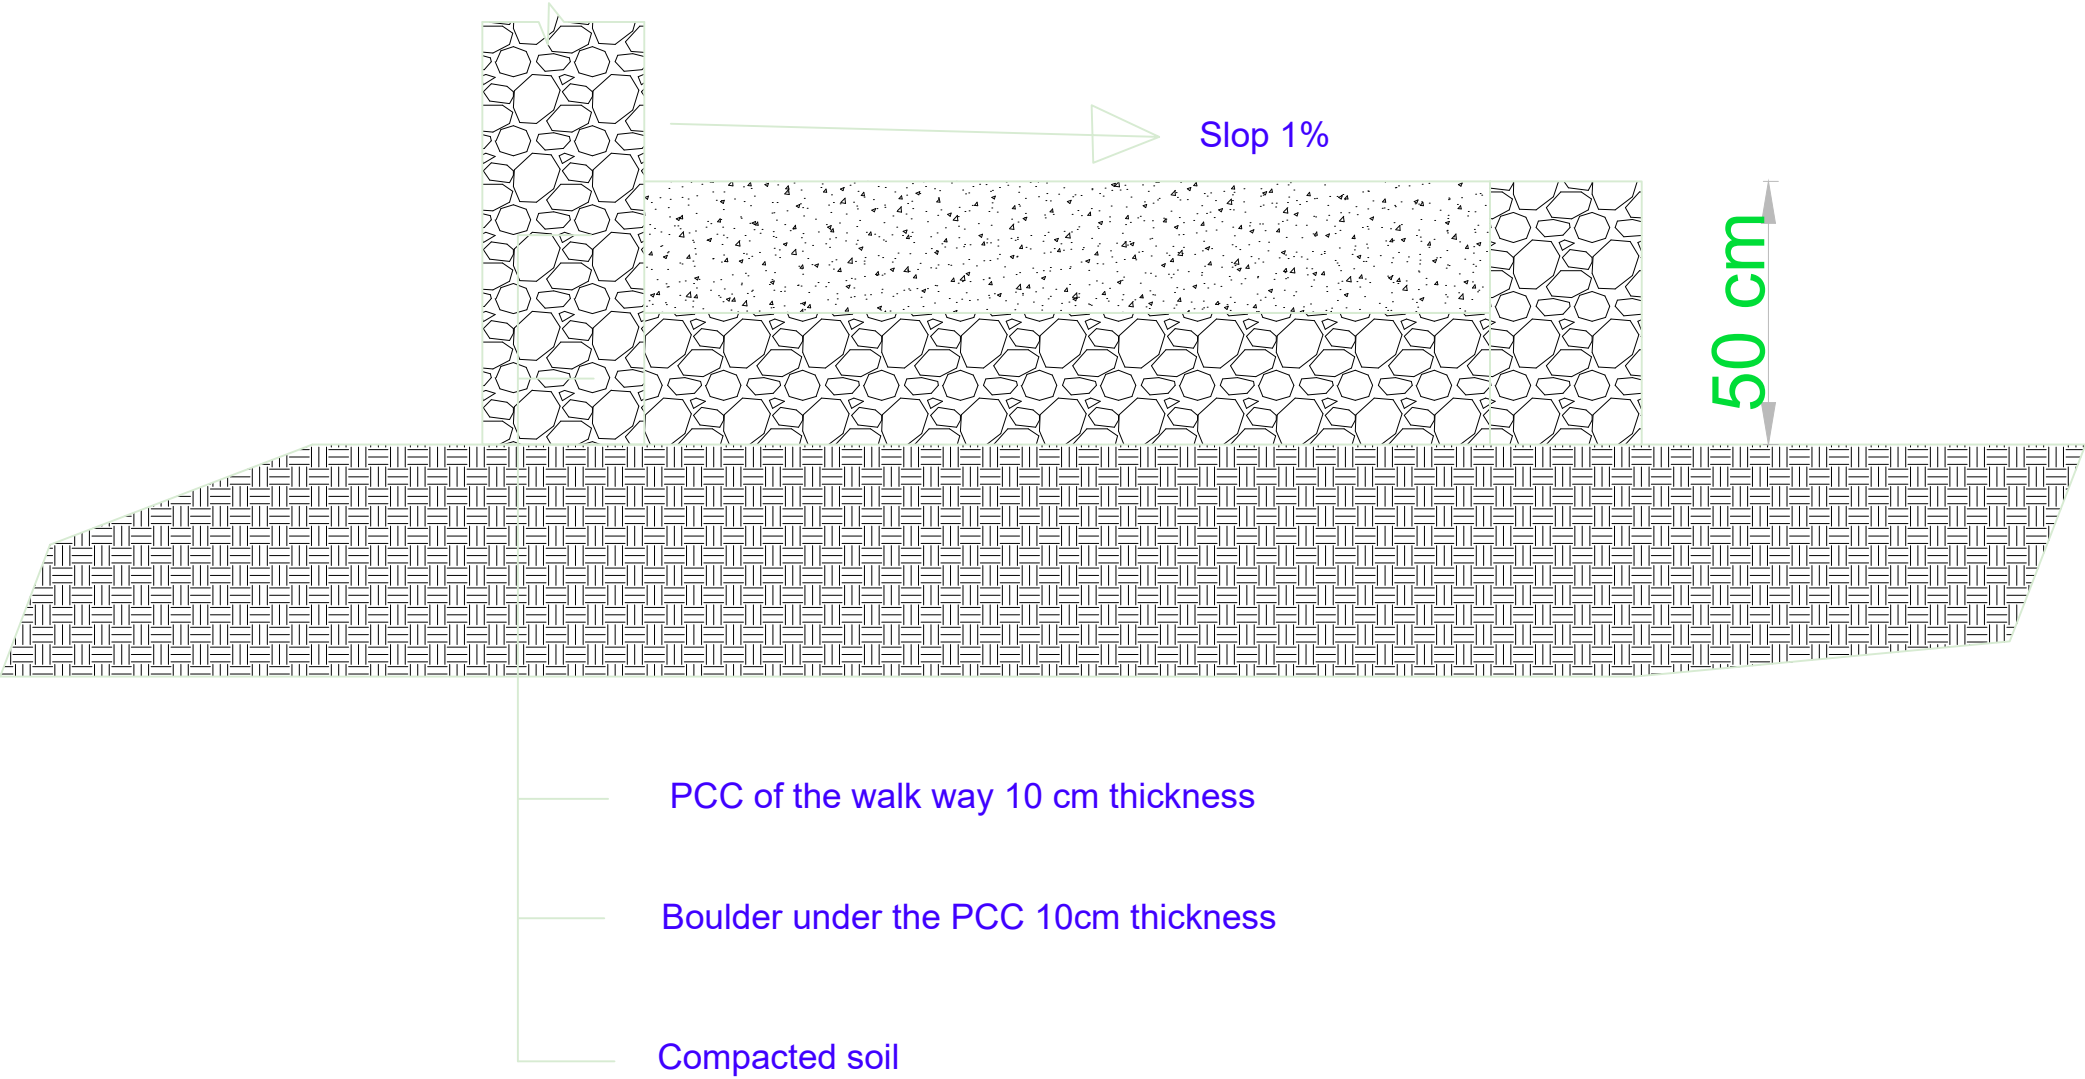 Slop 1%
50 cm
PCC of the walk way 10 cm thickness
Boulder under the PCC 10cm thickness
Compacted soil